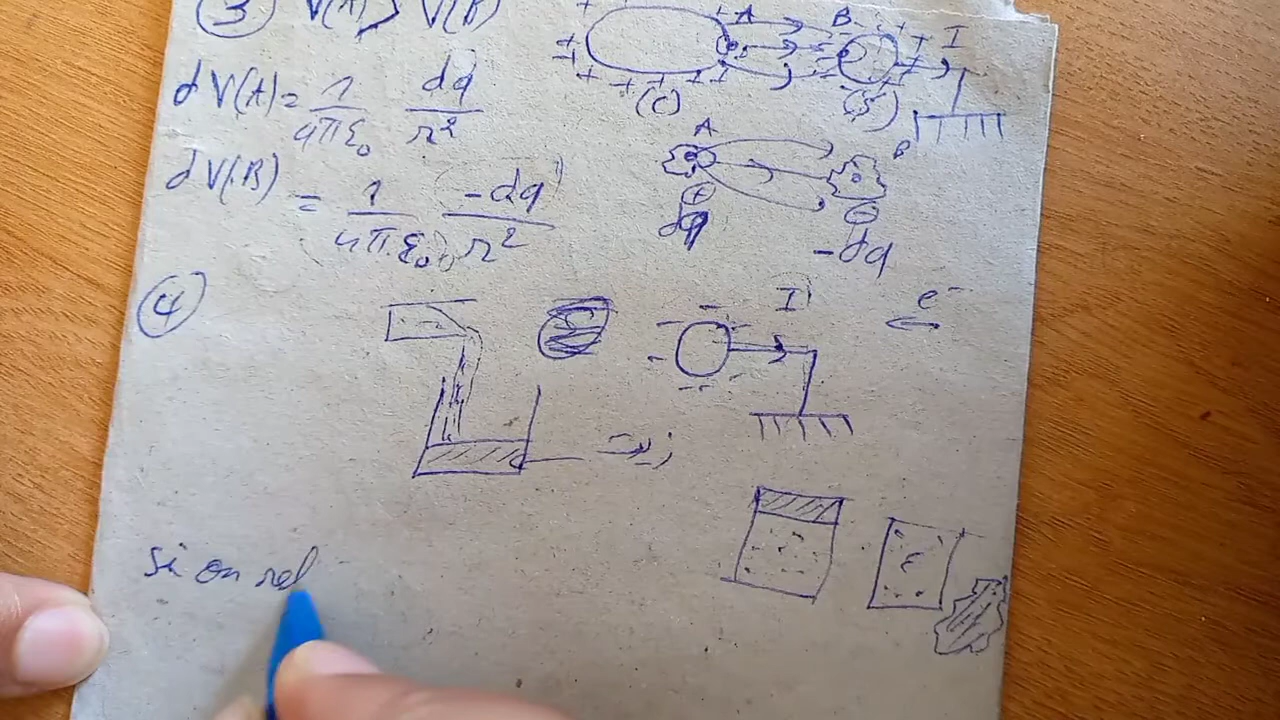 3 V(A) > V(B)
A B I
(C) (S)
dV(A) = 1/4πε₀ dq/r²
A B
+ −
dq −dq
dV(B) = 1/4πε₀ −dq/r²
4
I e⁻
Si on rel